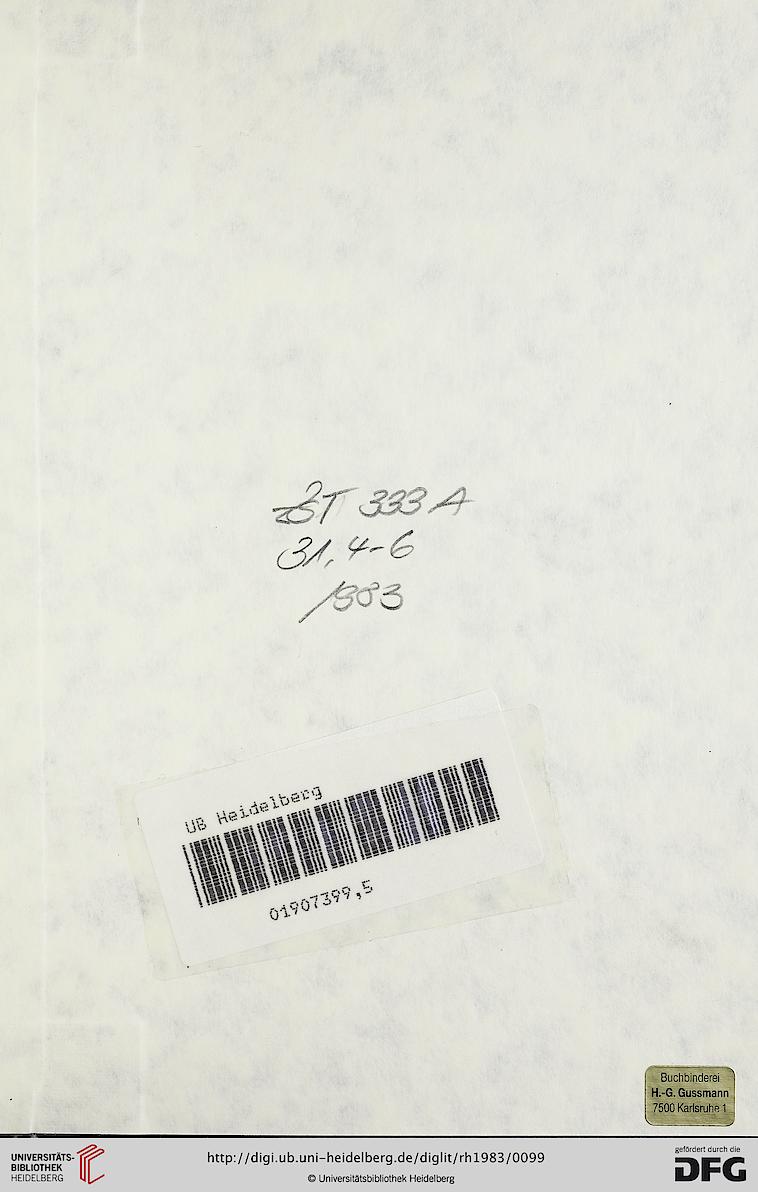 ZST 333 A
31, 4-6
1983
UB Heidelberg
01907399,5
Buchbinderei
H.-G. Gussmann
7500 Karlsruhe 1
UNIVERSITÄTS-
BIBLIOTHEK
HEIDELBERG
http://digi.ub.uni-heidelberg.de/diglit/rh1983/0099
© Universitätsbibliothek Heidelberg
gefördert durch die
DFG